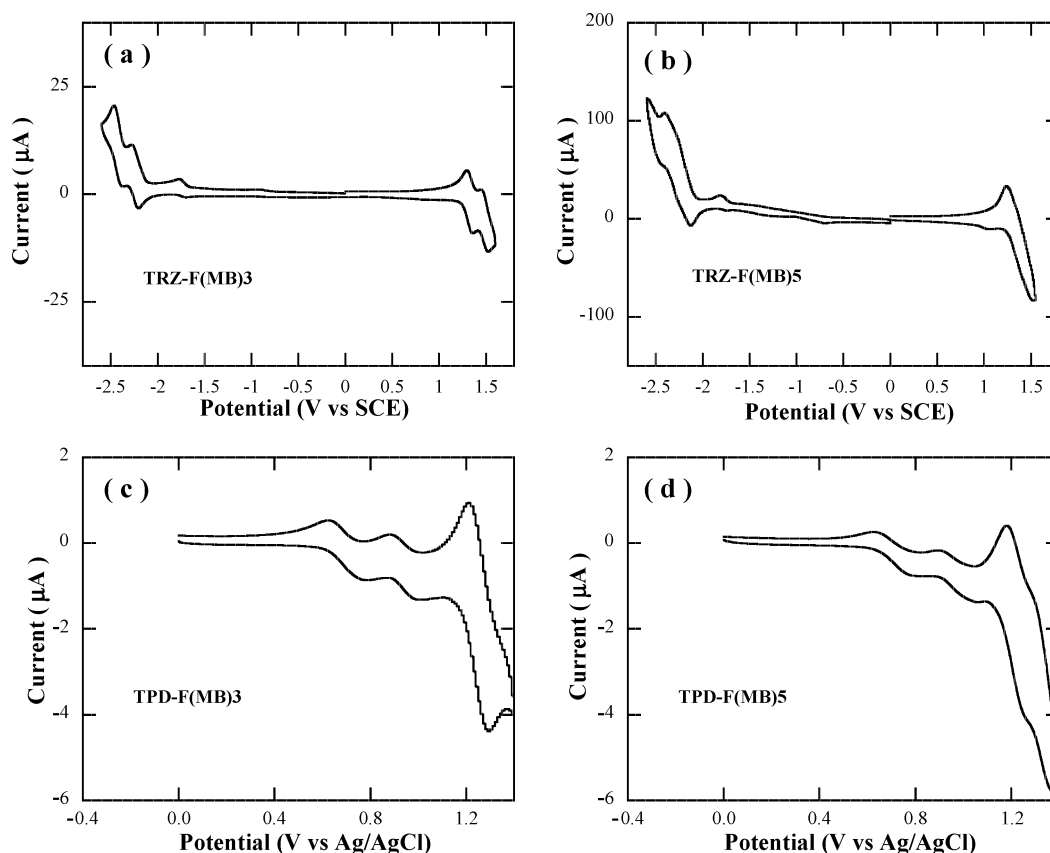 ( a )
25
0
-25
Current ( μA )
TRZ-F(MB)3
-2.5 -2 -1.5 -1 -0.5 0 0.5 1 1.5
Potential (V vs SCE)
( b )
200
100
0
-100
Current ( μA )
TRZ-F(MB)5
-2.5 -2 -1.5 -1 -0.5 0 0.5 1 1.5
Potential (V vs SCE)
( c )
2
0
-2
-4
-6
Current ( μA )
TPD-F(MB)3
-0.4 0.0 0.4 0.8 1.2
Potential (V vs Ag/AgCl)
( d )
2
0
-2
-4
-6
Current ( μA )
TPD-F(MB)5
0.0 0.4 0.8 1.2
Potential (V vs Ag/AgCl)